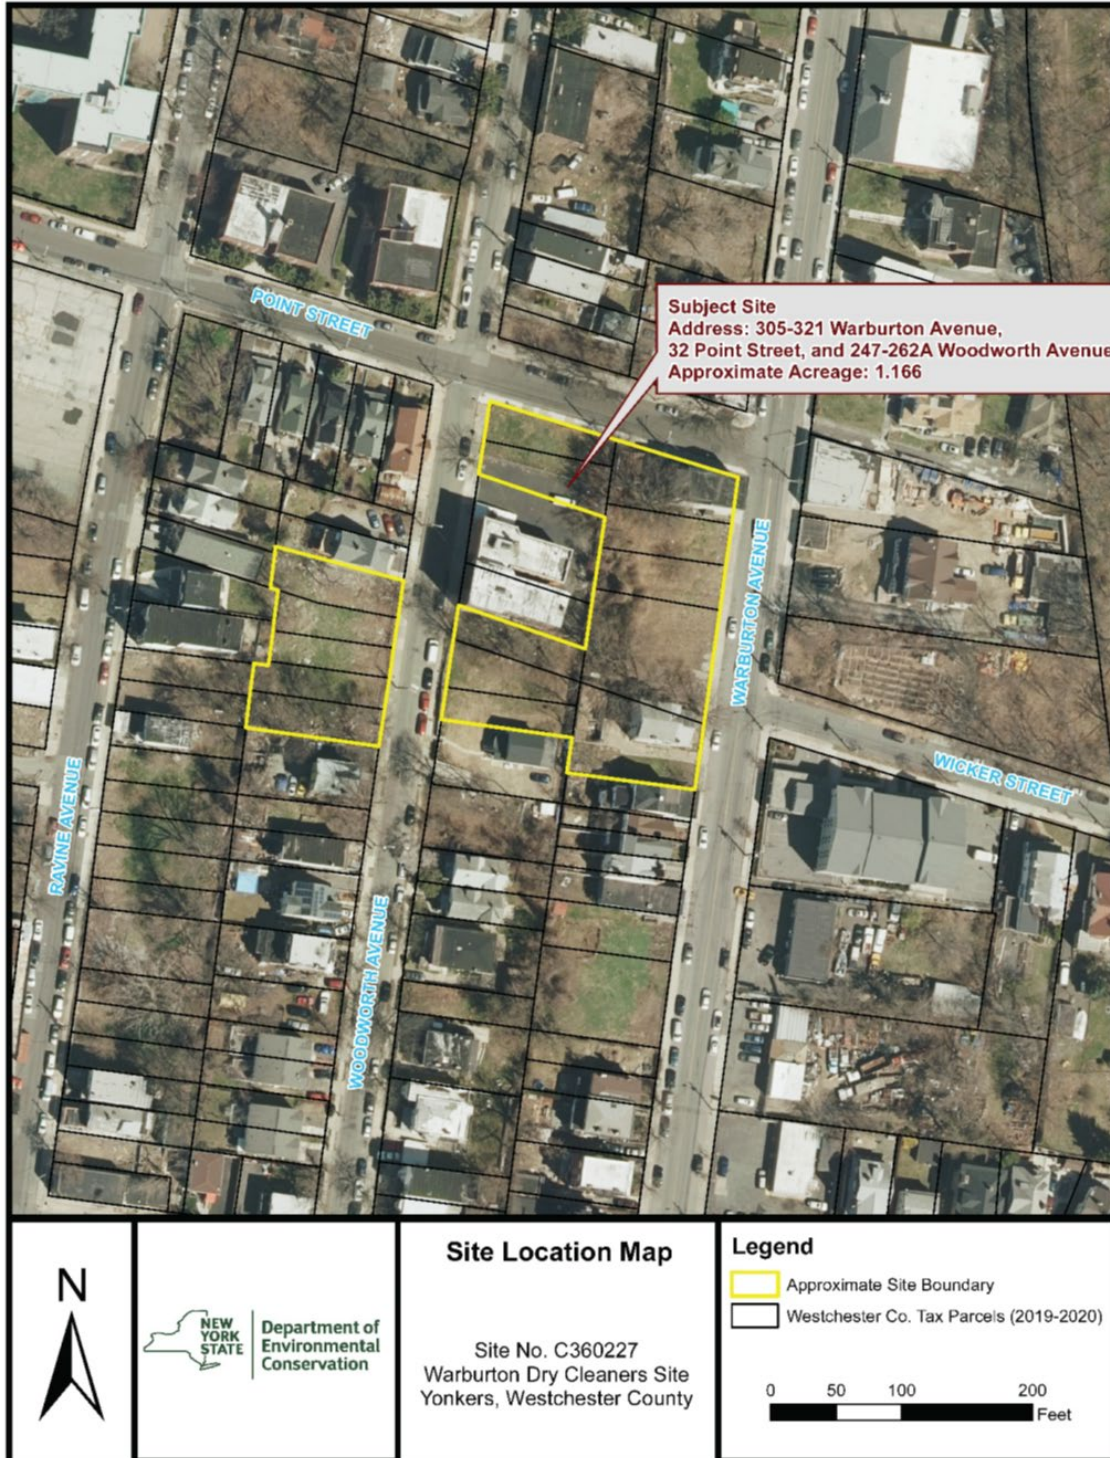 POINT STREET
Subject Site
Address: 305-321 Warburton Avenue,
32 Point Street, and 247-262A Woodworth Avenue
Approximate Acreage: 1.166
WARBURTON AVENUE
WICKER STREET
RAVINE AVENUE
WOODWORTH AVENUE
N
NEW
YORK
STATE
Department of
Environmental
Conservation
Site Location Map
Site No. C360227
Warburton Dry Cleaners Site
Yonkers, Westchester County
Legend
Approximate Site Boundary
Westchester Co. Tax Parcels (2019-2020)
0 50 100 200
Feet